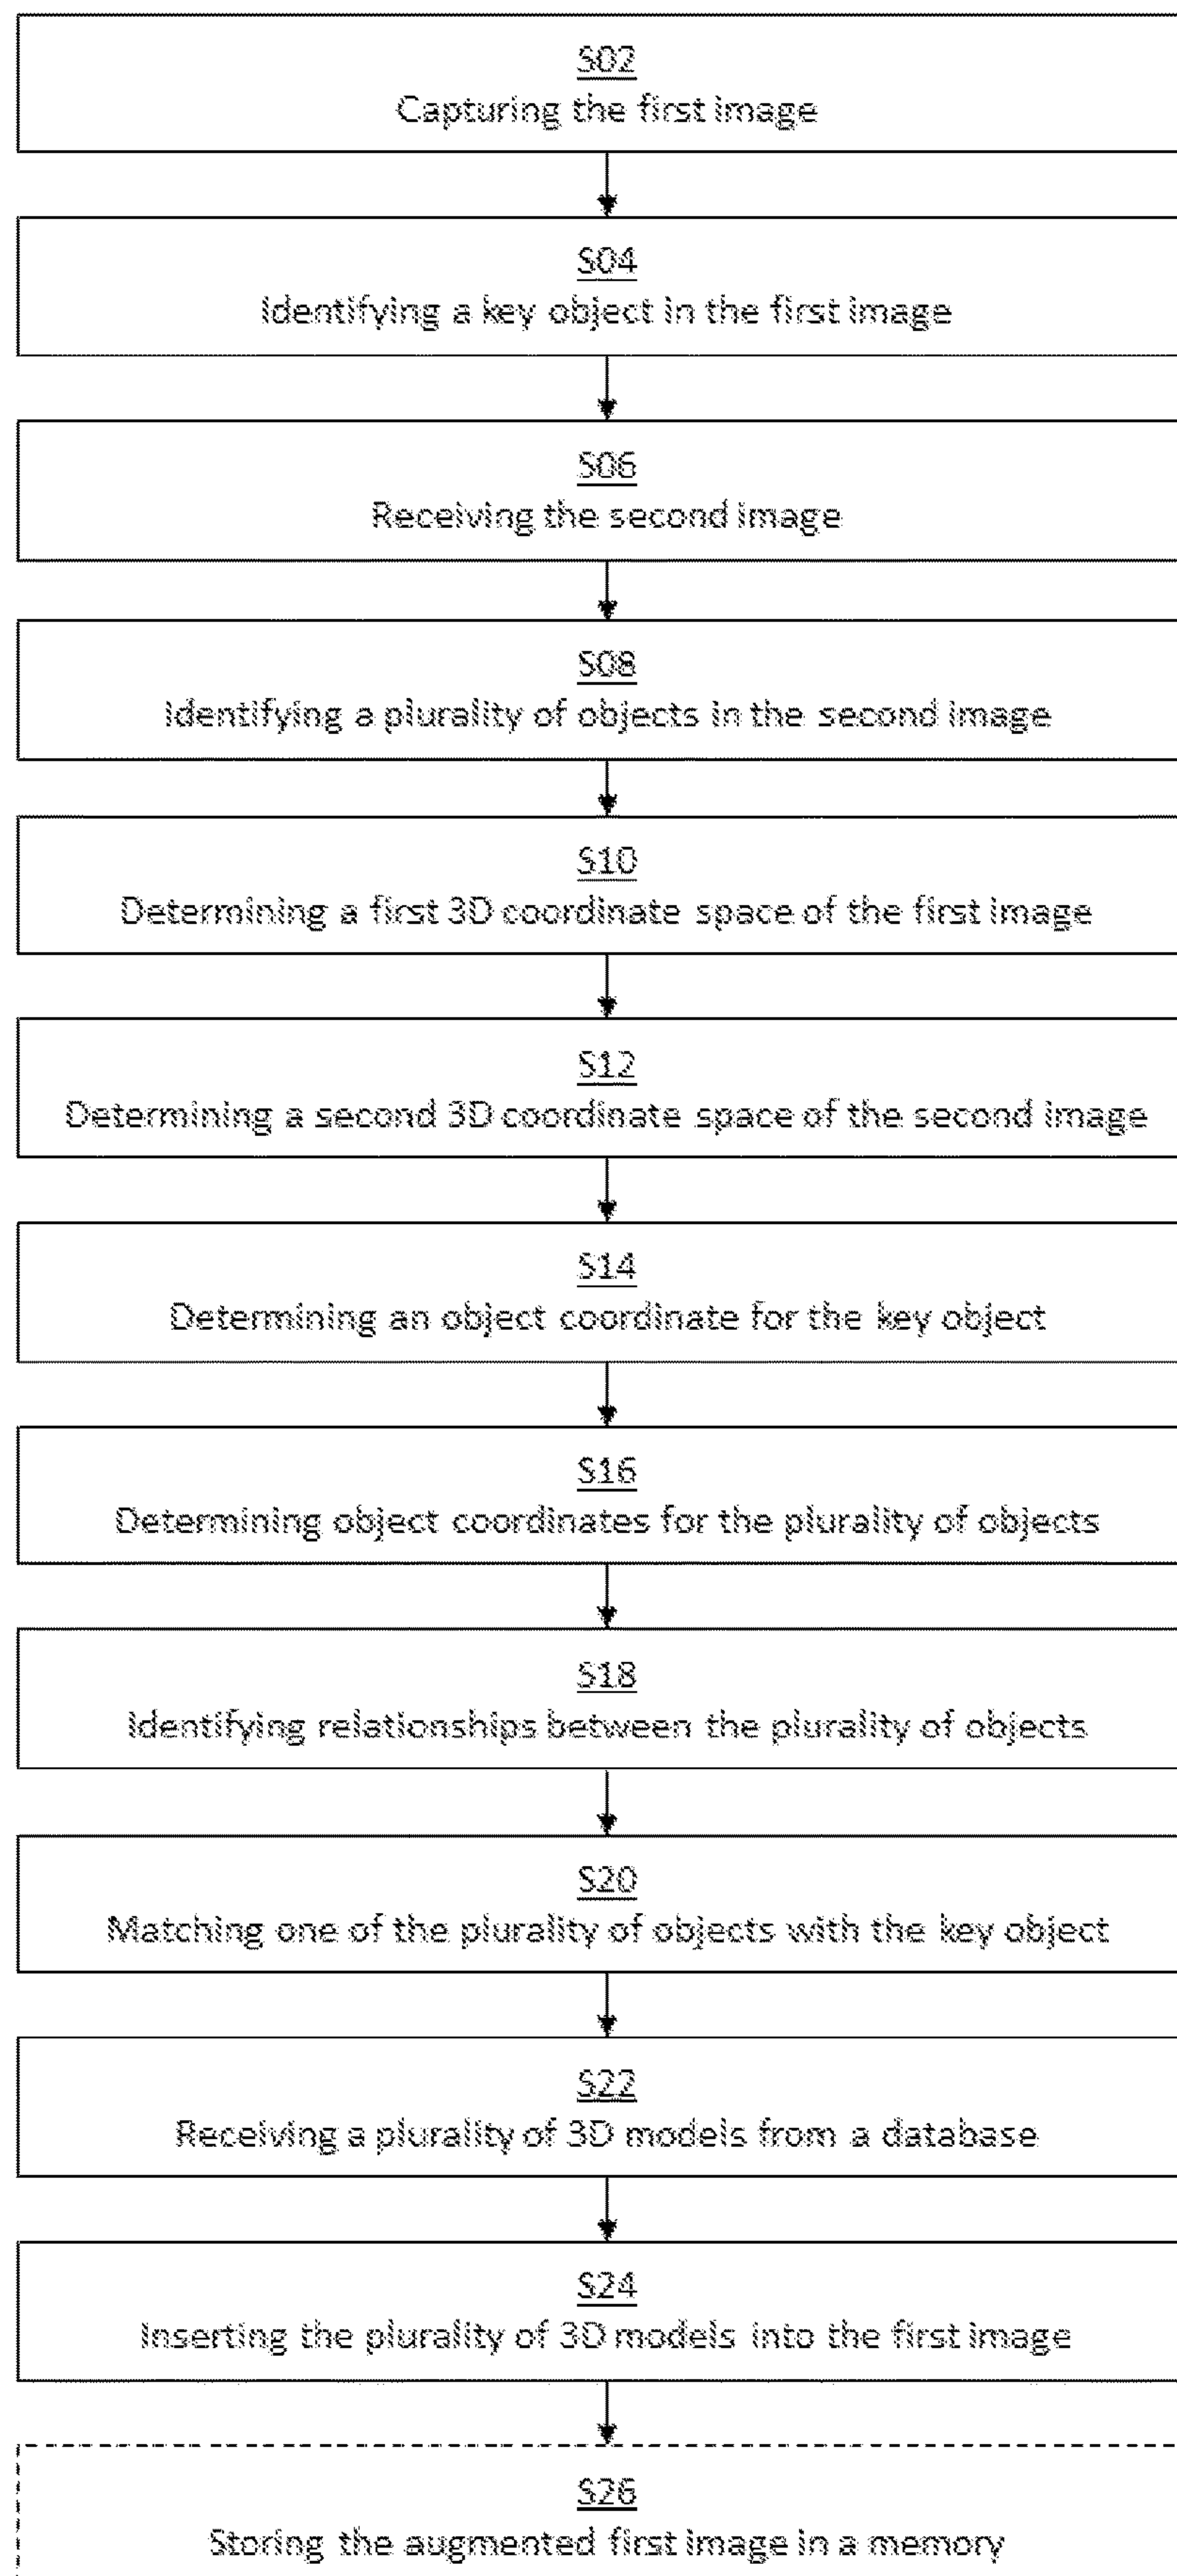 S02
Capturing the first image
S04
Identifying a key object in the first image
S06
Receiving the second image
S08
Identifying a plurality of objects in the second image
S10
Determining a first 3D coordinate space of the first image
S12
Determining a second 3D coordinate space of the second image
S14
Determining an object coordinate for the key object
S16
Determining object coordinates for the plurality of objects
S18
Identifying relationships between the plurality of objects
S20
Matching one of the plurality of objects with the key object
S22
Receiving a plurality of 3D models from a database
S24
Inserting the plurality of 3D models into the first image
S26
Storing the augmented first image in a memory